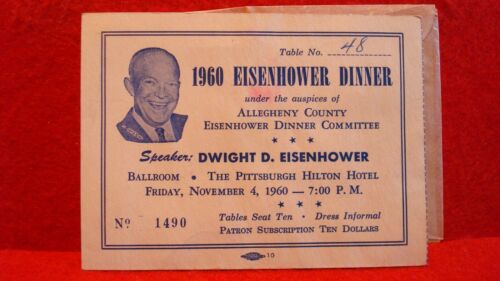 Table No. 48
1960 EISENHOWER DINNER
under the auspices of
ALLEGHENY COUNTY
EISENHOWER DINNER COMMITTEE
★ ★ ★
Speaker: DWIGHT D. EISENHOWER
BALLROOM • THE PITTSBURGH HILTON HOTEL
FRIDAY, NOVEMBER 4, 1960 — 7:00 P. M.
★ ★ ★
Nº 1490
Tables Seat Ten • Dress Informal
PATRON SUBSCRIPTION TEN DOLLARS
10